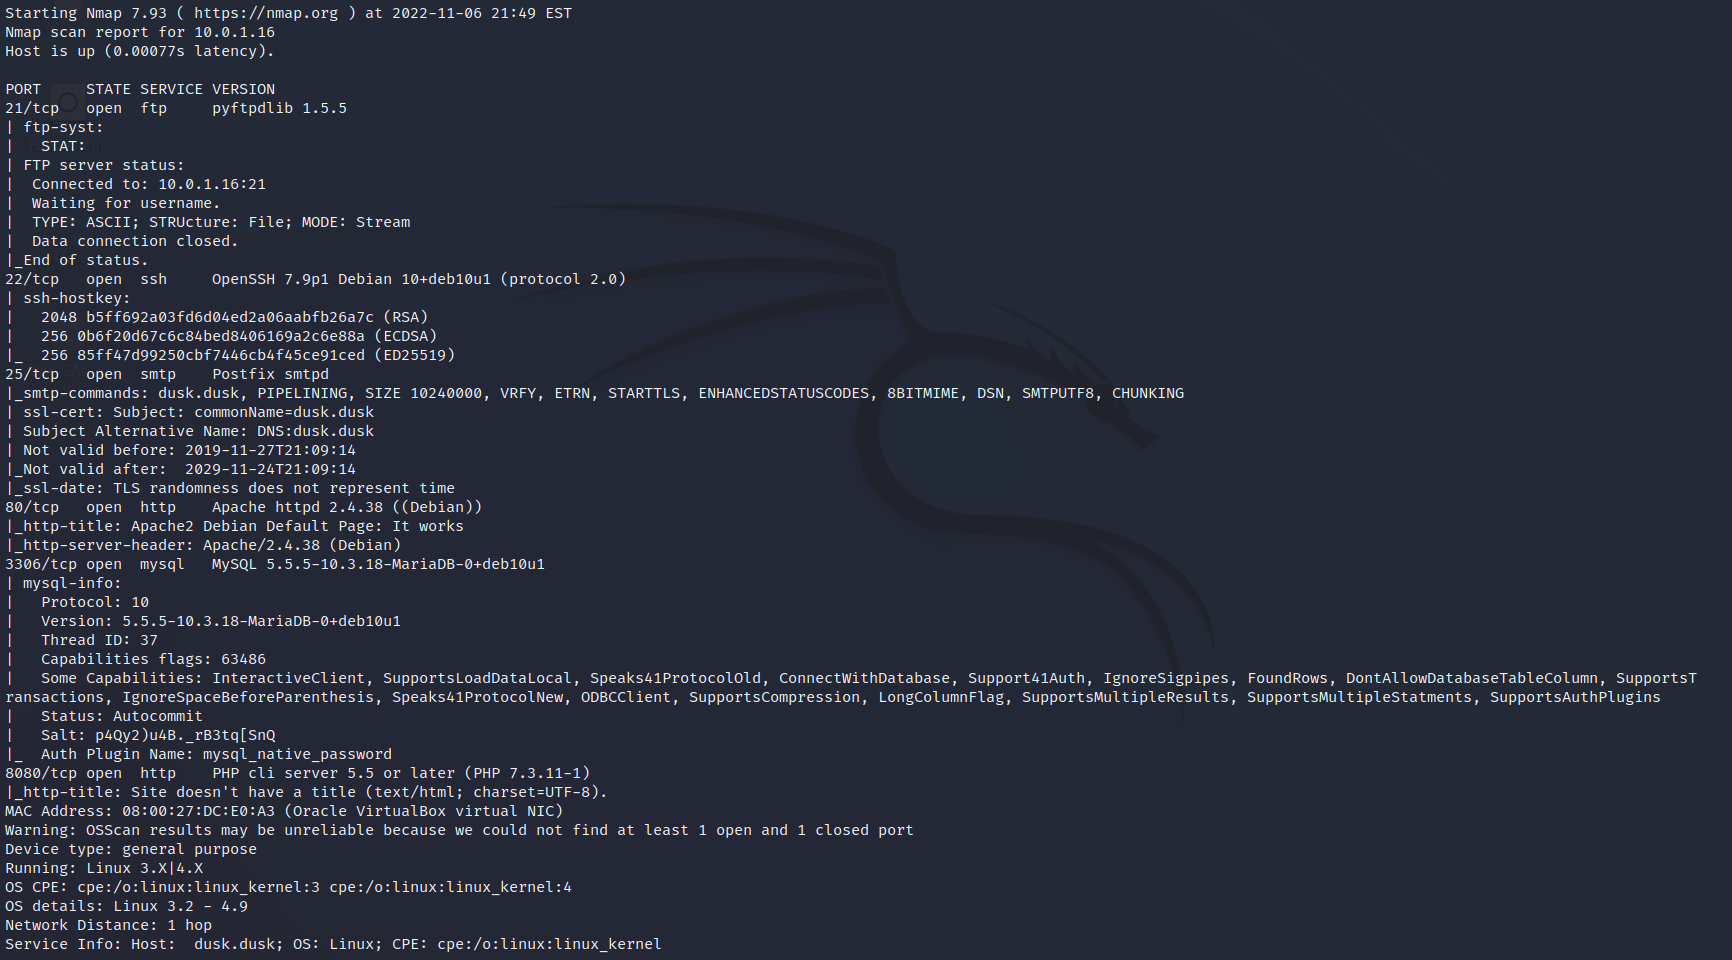 Starting Nmap 7.93 ( https://nmap.org ) at 2022-11-06 21:49 EST
Nmap scan report for 10.0.1.16
Host is up (0.00077s latency).

PORT     STATE SERVICE VERSION
21/tcp   open  ftp     pyftpdlib 1.5.5
| ftp-syst:
|   STAT:
| FTP server status:
|  Connected to: 10.0.1.16:21
|  Waiting for username.
|  TYPE: ASCII; STRUcture: File; MODE: Stream
|  Data connection closed.
|_End of status.
22/tcp   open  ssh     OpenSSH 7.9p1 Debian 10+deb10u1 (protocol 2.0)
| ssh-hostkey:
|   2048 b5ff692a03fd6d04ed2a06aabfb26a7c (RSA)
|   256 0b6f20d67c6c84bed8406169a2c6e88a (ECDSA)
|_  256 85ff47d99250cbf7446cb4f45ce91ced (ED25519)
25/tcp   open  smtp    Postfix smtpd
|_smtp-commands: dusk.dusk, PIPELINING, SIZE 10240000, VRFY, ETRN, STARTTLS, ENHANCEDSTATUSCODES, 8BITMIME, DSN, SMTPUTF8, CHUNKING
| ssl-cert: Subject: commonName=dusk.dusk
| Subject Alternative Name: DNS:dusk.dusk
| Not valid before: 2019-11-27T21:09:14
|_Not valid after:  2029-11-24T21:09:14
|_ssl-date: TLS randomness does not represent time
80/tcp   open  http    Apache httpd 2.4.38 ((Debian))
|_http-title: Apache2 Debian Default Page: It works
|_http-server-header: Apache/2.4.38 (Debian)
3306/tcp open  mysql   MySQL 5.5.5-10.3.18-MariaDB-0+deb10u1
| mysql-info:
|   Protocol: 10
|   Version: 5.5.5-10.3.18-MariaDB-0+deb10u1
|   Thread ID: 37
|   Capabilities flags: 63486
|   Some Capabilities: InteractiveClient, SupportsLoadDataLocal, Speaks41ProtocolOld, ConnectWithDatabase, Support41Auth, IgnoreSigpipes, FoundRows, DontAllowDatabaseTableColumn, SupportsT
ransactions, IgnoreSpaceBeforeParenthesis, Speaks41ProtocolNew, ODBCClient, SupportsCompression, LongColumnFlag, SupportsMultipleResults, SupportsMultipleStatments, SupportsAuthPlugins
|   Status: Autocommit
|   Salt: p4Qy2)u4B._rB3tq[SnQ
|_  Auth Plugin Name: mysql_native_password
8080/tcp open  http    PHP cli server 5.5 or later (PHP 7.3.11-1)
|_http-title: Site doesn't have a title (text/html; charset=UTF-8).
MAC Address: 08:00:27:DC:E0:A3 (Oracle VirtualBox virtual NIC)
Warning: OSScan results may be unreliable because we could not find at least 1 open and 1 closed port
Device type: general purpose
Running: Linux 3.X|4.X
OS CPE: cpe:/o:linux:linux_kernel:3 cpe:/o:linux:linux_kernel:4
OS details: Linux 3.2 - 4.9
Network Distance: 1 hop
Service Info: Host:  dusk.dusk; OS: Linux; CPE: cpe:/o:linux:linux_kernel